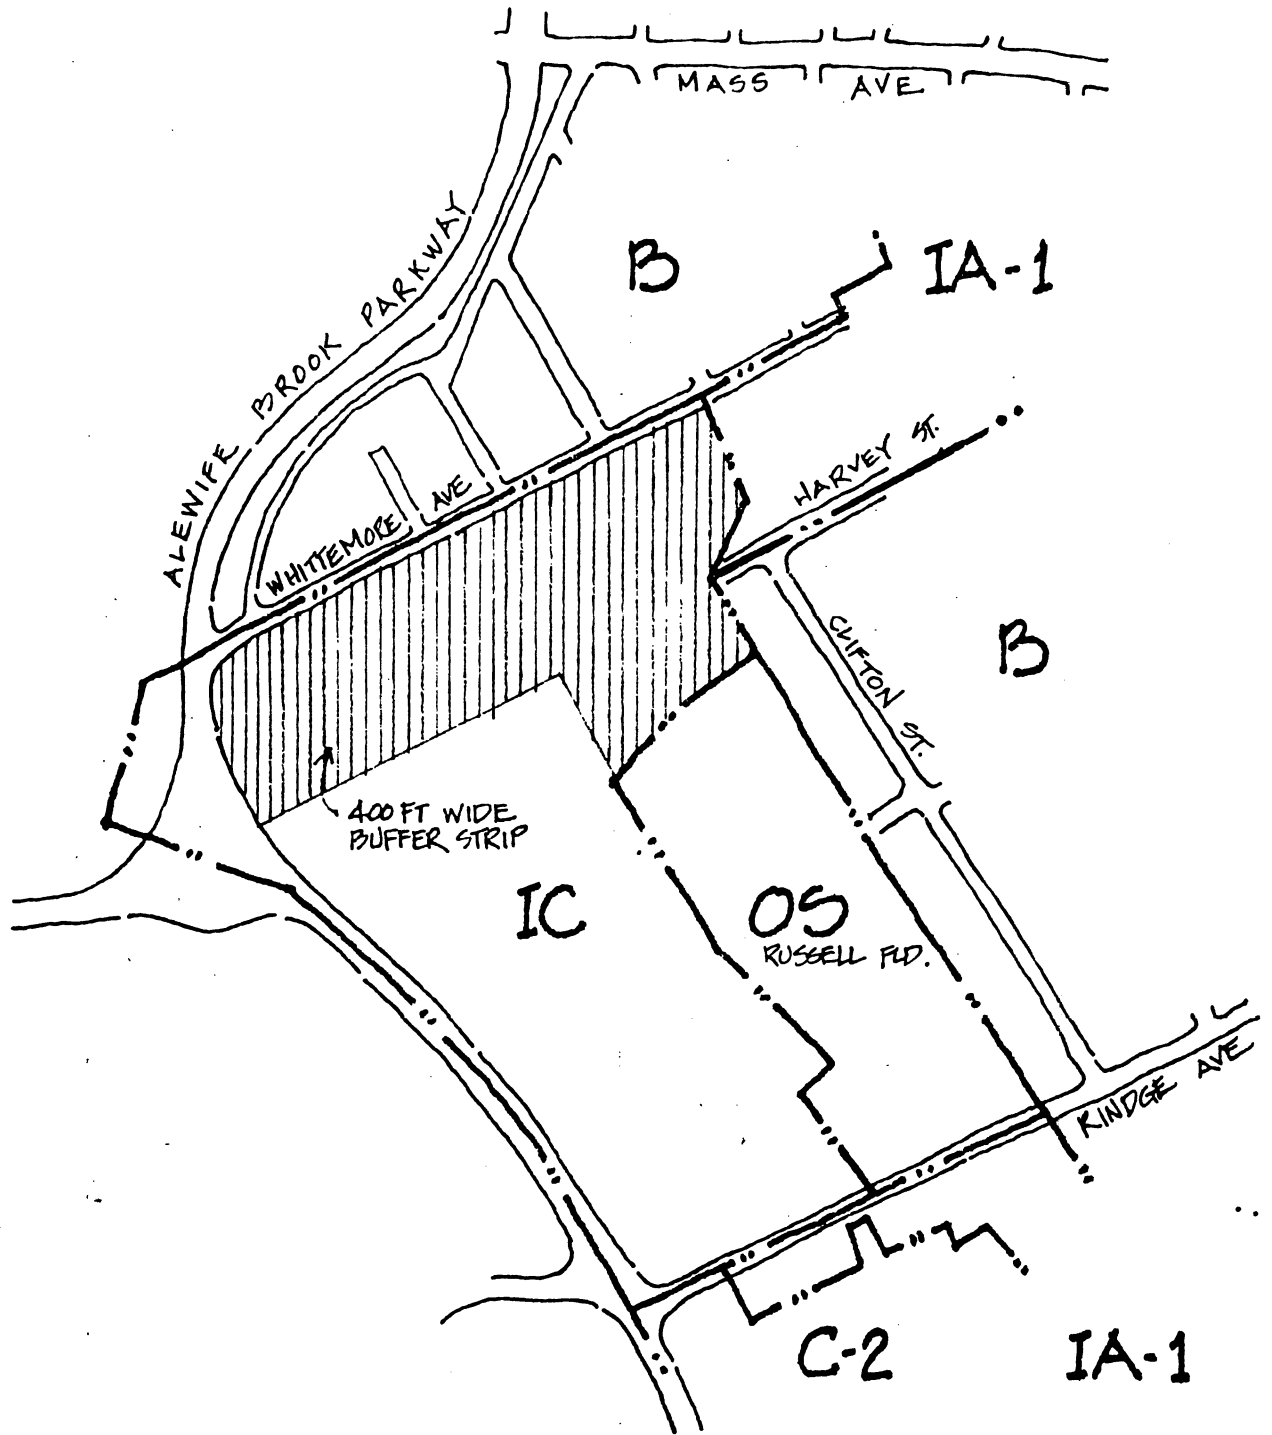 MASS AVE
ALEWIFE BROOK PARKWAY
B
IA-1
HARVEY ST.
WHITTEMORE AVE
CLIFTON ST.
B
400 FT WIDE
BUFFER STRIP
IC
OS
RUSSELL FLD.
RINDGE AVE
C-2
IA-1